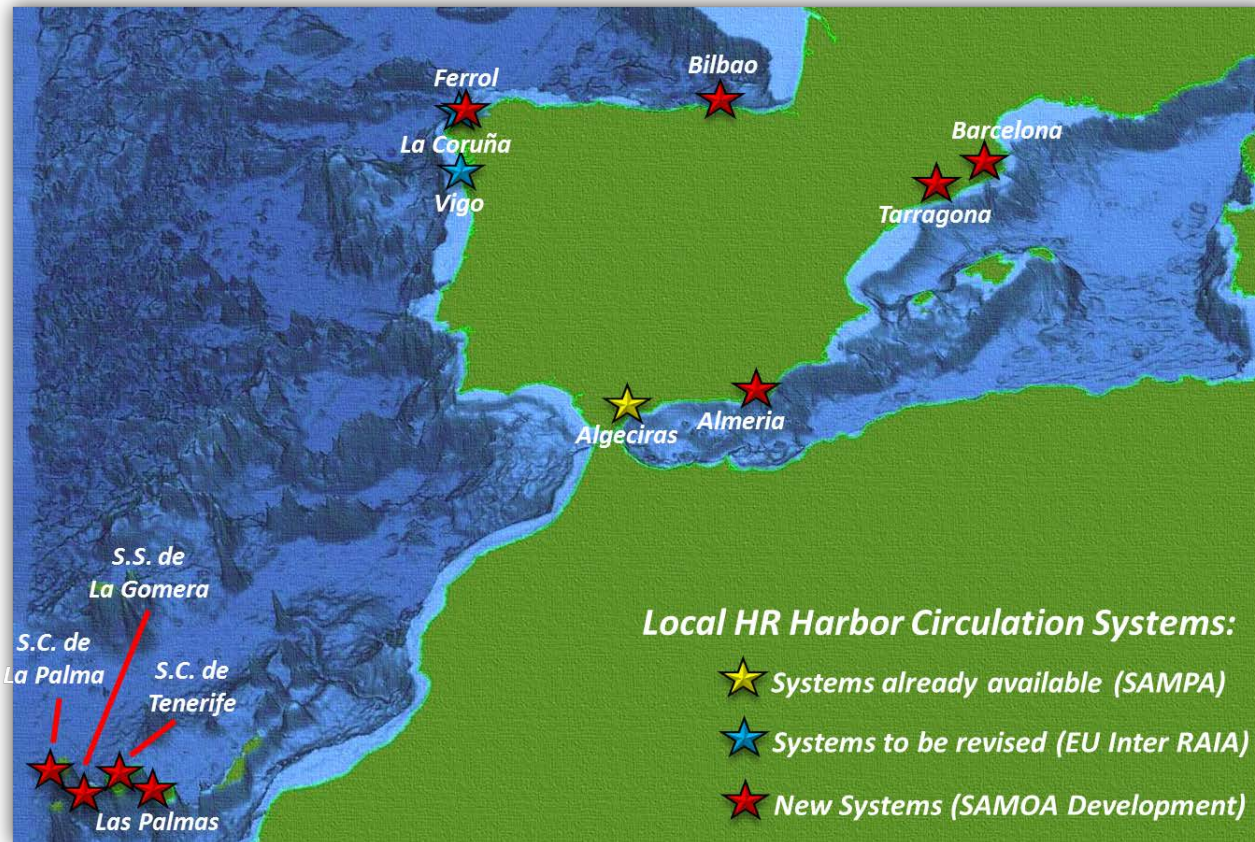 Ferrol
Bilbao
La Coruña
Barcelona
Vigo
Tarragona
Algeciras
Almeria
S.S. de
La Gomera
S.C. de
La Palma
S.C. de
Tenerife
Las Palmas
Local HR Harbor Circulation Systems:
Systems already available (SAMPA)
Systems to be revised (EU Inter RAIA)
New Systems (SAMOA Development)